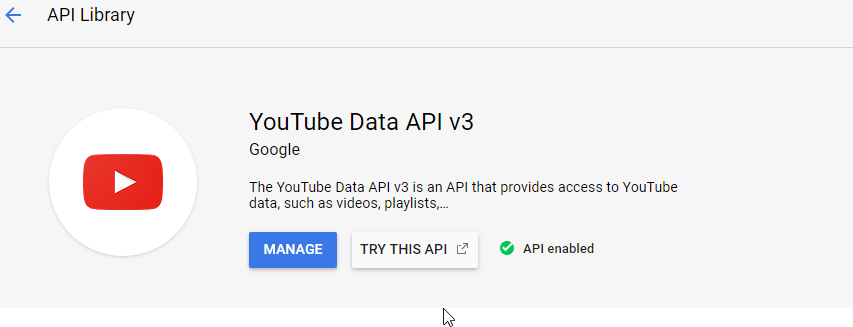 API Library
YouTube Data API v3
Google
The YouTube Data API v3 is an API that provides access to YouTube
data, such as videos, playlists,...
MANAGE
TRY THIS API
API enabled